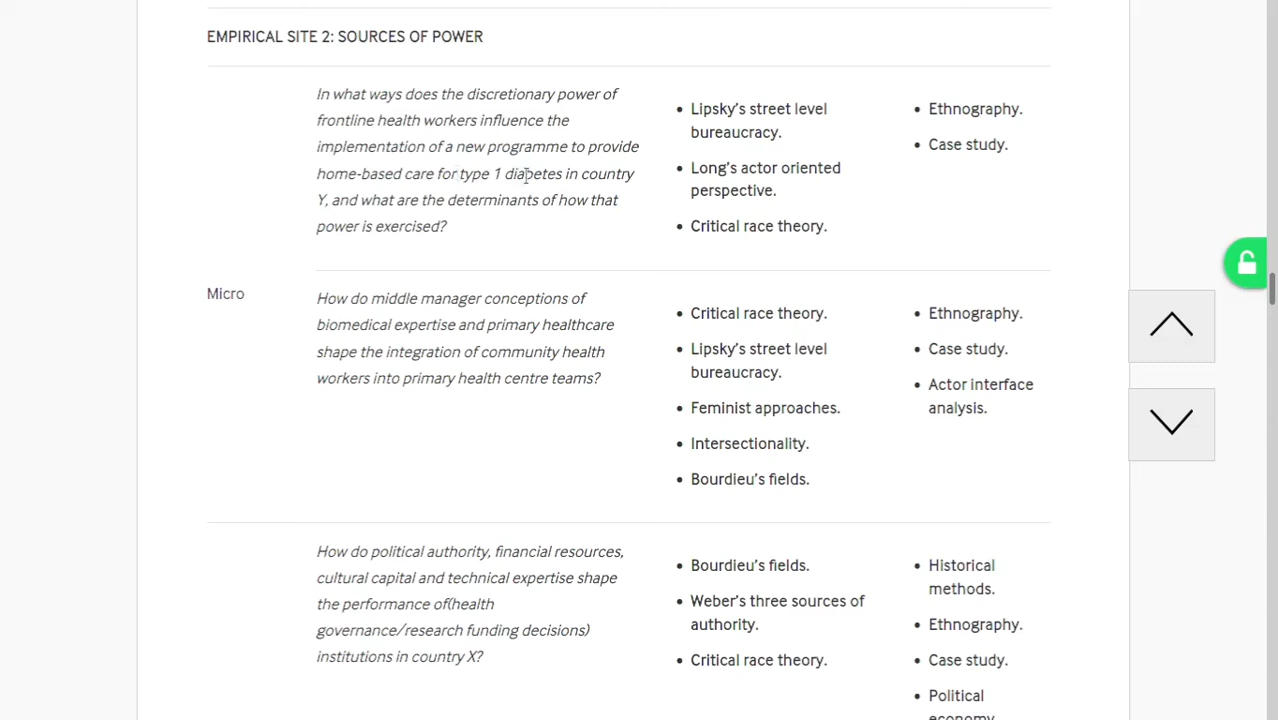 EMPIRICAL SITE 2: SOURCES OF POWER
In what ways does the discretionary power of
frontline health workers influence the
implementation of a new programme to provide
home-based care for type 1 diabetes in country
Y, and what are the determinants of how that
power is exercised?
• Lipsky's street level
bureaucracy.
• Long's actor oriented
perspective.
• Critical race theory.
• Ethnography.
• Case study.
Micro
How do middle manager conceptions of
biomedical expertise and primary healthcare
shape the integration of community health
workers into primary health centre teams?
• Critical race theory.
• Lipsky's street level
bureaucracy.
• Feminist approaches.
• Intersectionality.
• Bourdieu's fields.
• Ethnography.
• Case study.
• Actor interface
analysis.
How do political authority, financial resources,
cultural capital and technical expertise shape
the performance of(health
governance/research funding decisions)
institutions in country X?
• Bourdieu's fields.
• Weber's three sources of
authority.
• Critical race theory.
• Historical
methods.
• Ethnography.
• Case study.
• Political
economy